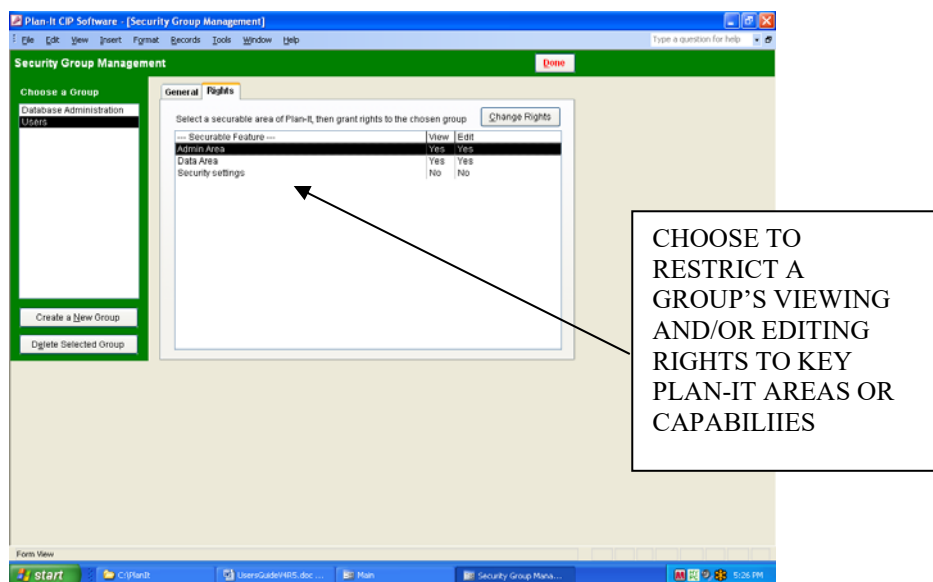 Plan-It CIP Software - [Security Group Management]
File Edit View Insert Format Records Tools Window Help
Type a question for help
Security Group Management
Done
Choose a Group
Database Administration
Users
Create a New Group
Delete Selected Group
General Rights
Select a securable area of Plan-It, then grant rights to the chosen group
Change Rights
--- Securable Feature --- View Edit
Admin Area Yes Yes
Data Area Yes Yes
Security settings No No
CHOOSE TO
RESTRICT A
GROUP’S VIEWING
AND/OR EDITING
RIGHTS TO KEY
PLAN-IT AREAS OR
CAPABILIIES
Form View
start C:\PlanIt UsersGuideV4R5.doc ... Main Security Group Mana... 5:26 PM